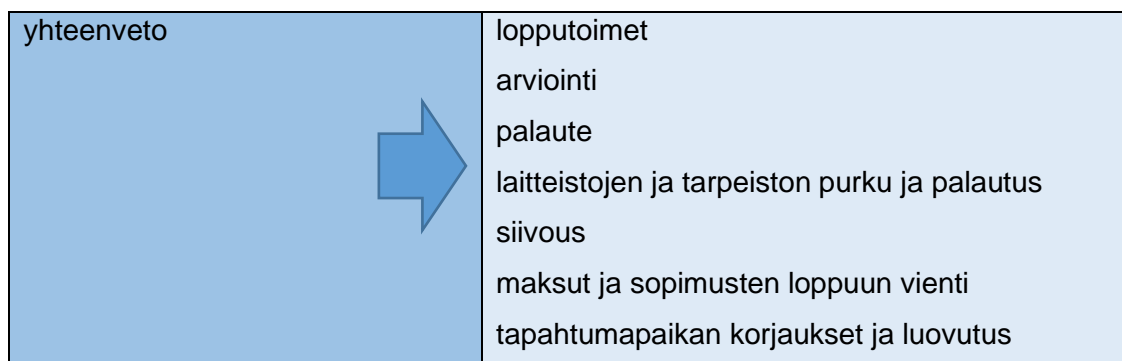 yhteenveto
lopputoimet
arviointi
palaute
laitteistojen ja tarpeiston purku ja palautus
siivous
maksut ja sopimusten loppuun vienti
tapahtumapaikan korjaukset ja luovutus